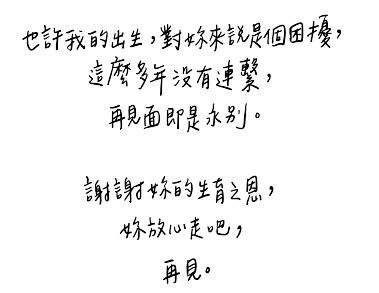 也許我的出生，對妳來說是個困擾，
這麼多年没有連繫，
再見面即是永別。
謝謝妳的生育之恩，
妳放心走吧，
再見。